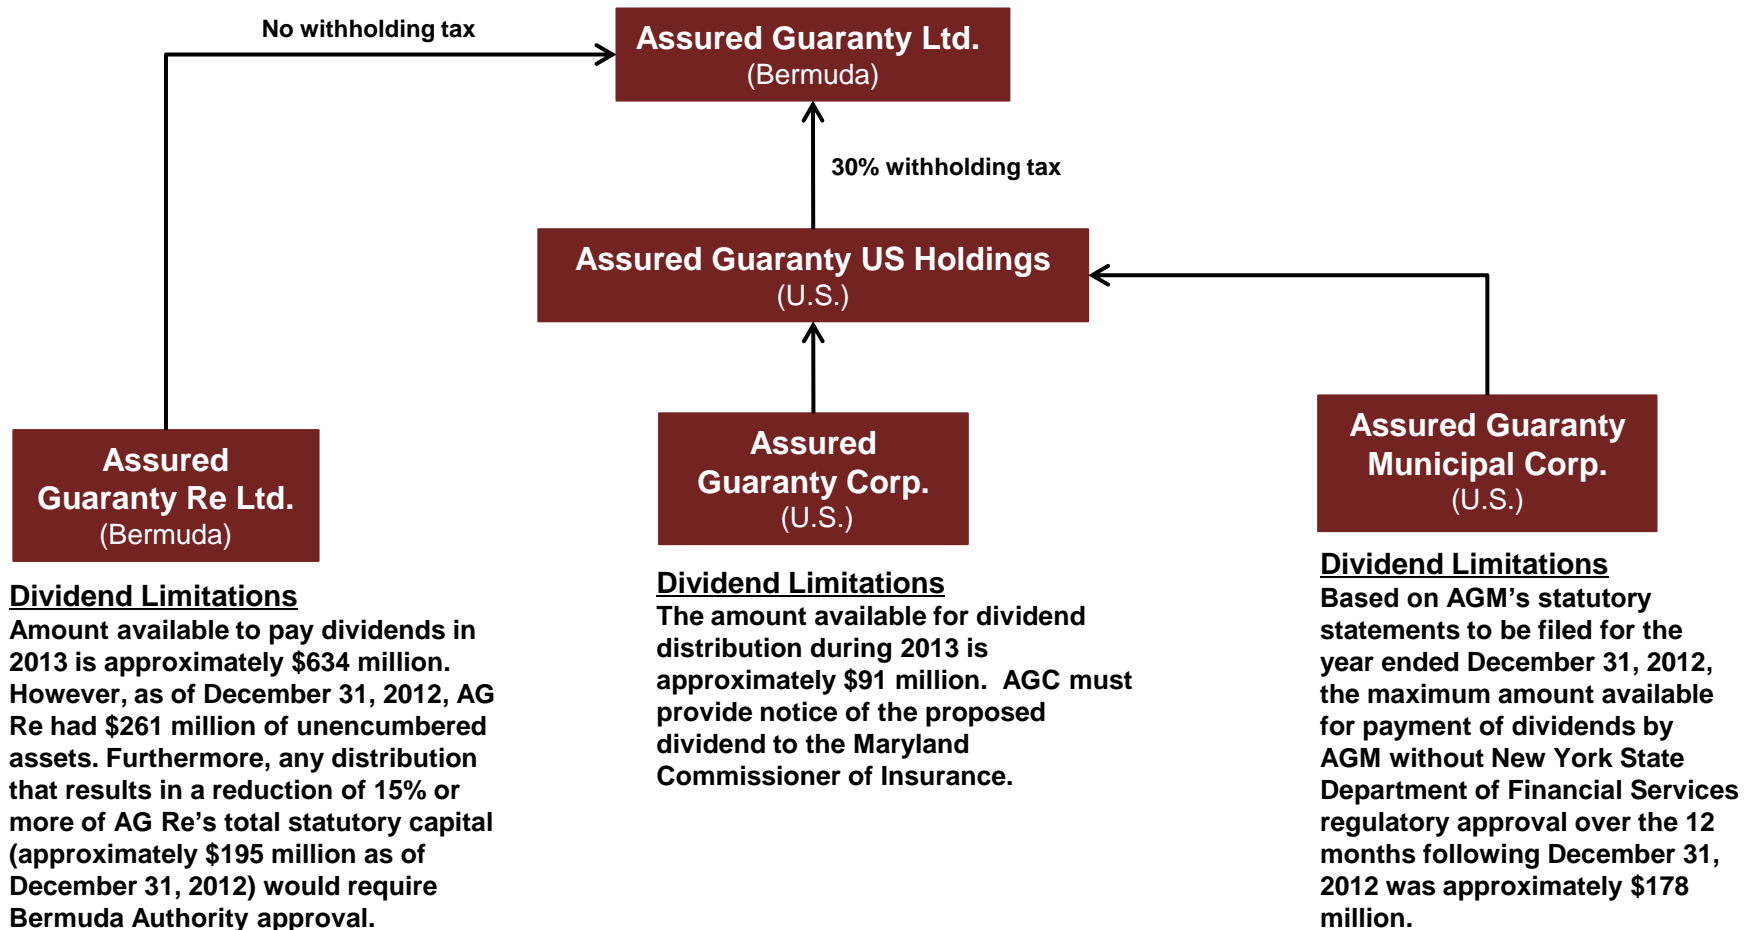 No withholding tax
Assured Guaranty Ltd.
(Bermuda)
30% withholding tax
Assured Guaranty US Holdings
(U.S.)
Assured
Guaranty Re Ltd.
(Bermuda)
Dividend Limitations
Amount available to pay dividends in
2013 is approximately $634 million.
However, as of December 31, 2012, AG
Re had $261 million of unencumbered
assets. Furthermore, any distribution
that results in a reduction of 15% or
more of AG Re’s total statutory capital
(approximately $195 million as of
December 31, 2012) would require
Bermuda Authority approval.
Assured
Guaranty Corp.
(U.S.)
Dividend Limitations
The amount available for dividend
distribution during 2013 is
approximately $91 million.  AGC must
provide notice of the proposed
dividend to the Maryland
Commissioner of Insurance.
Assured Guaranty
Municipal Corp.
(U.S.)
Dividend Limitations
Based on AGM’s statutory
statements to be filed for the
year ended December 31, 2012,
the maximum amount available
for payment of dividends by
AGM without New York State
Department of Financial Services
regulatory approval over the 12
months following December 31,
2012 was approximately $178
million.